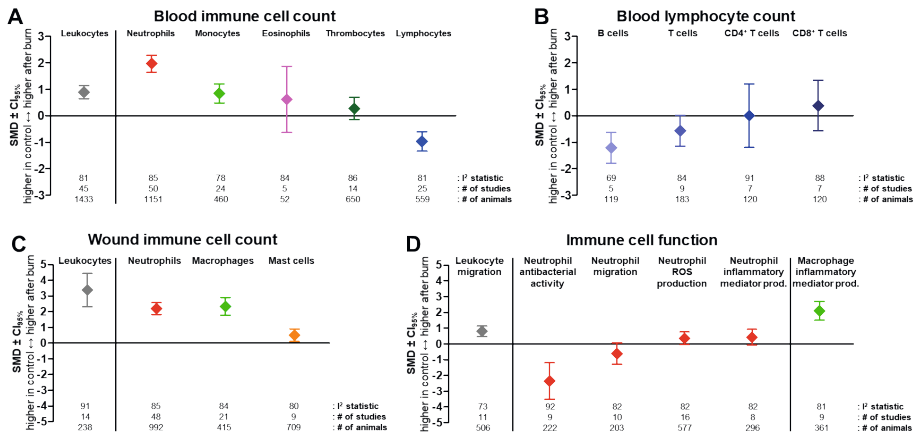 A
Blood immune cell count
Leukocytes Neutrophils Monocytes Eosinophils Thrombocytes Lymphocytes
SMD ± CI95%
higher in control ↔ higher after burn
3
2
1
0
-1
-2
-3
81 85 78 84 86 81 : I² statistic
45 50 24 5 14 25 : # of studies
1433 1151 460 52 650 559 : # of animals
B
Blood lymphocyte count
B cells T cells CD4⁺ T cells CD8⁺ T cells
SMD ± CI95%
higher in control ↔ higher after burn
3
2
1
0
-1
-2
-3
69 84 91 88 : I² statistic
5 9 7 7 : # of studies
119 183 120 120 : # of animals
C
Wound immune cell count
Leukocytes Neutrophils Macrophages Mast cells
SMD ± CI95%
higher in control ↔ higher after burn
5
4
3
2
1
0
-1
-2
-3
-4
-5
91 85 84 80 : I² statistic
14 48 21 9 : # of studies
238 992 415 709 : # of animals
D
Immune cell function
Leukocyte migration
Neutrophil antibacterial activity
Neutrophil migration
Neutrophil ROS production
Neutrophil inflammatory mediator prod.
Macrophage inflammatory mediator prod.
SMD ± CI95%
higher in control ↔ higher after burn
5
4
3
2
1
0
-1
-2
-3
-4
-5
73 92 82 82 82 81 : I² statistic
11 9 10 16 8 9 : # of studies
506 222 203 577 296 361 : # of animals